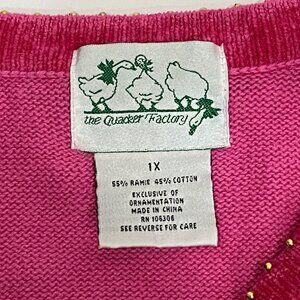 the Quacker Factory
1X
55% RAMIE 45% COTTON
EXCLUSIVE OF
ORNAMENTATION
MADE IN CHINA
RN 106306
SEE REVERSE FOR CARE